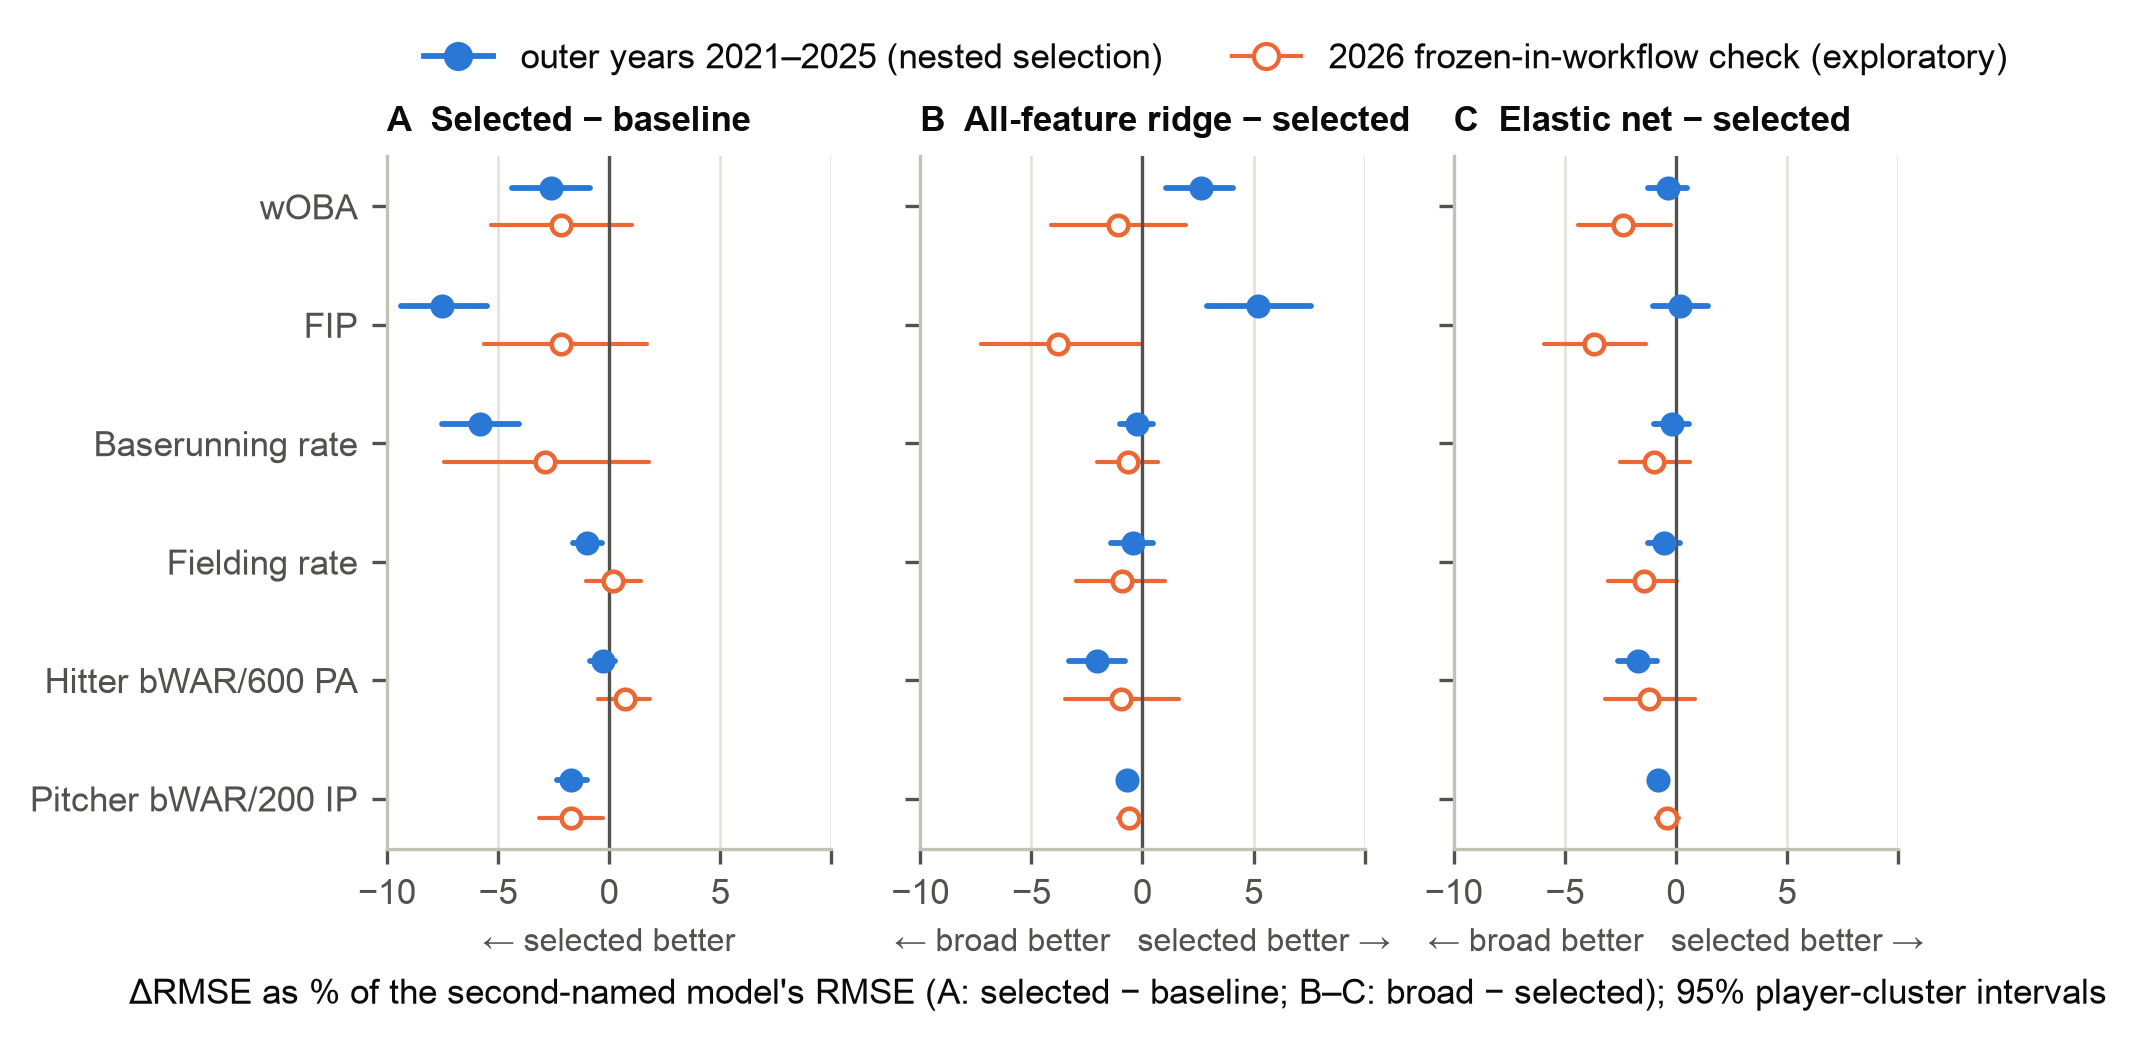 outer years 2021–2025 (nested selection) 2026 frozen-in-workflow check (exploratory)
A Selected − baseline
B All-feature ridge − selected
C Elastic net − selected
wOBA
FIP
Baserunning rate
Fielding rate
Hitter bWAR/600 PA
Pitcher bWAR/200 IP
−10 −5 0 5
−10 −5 0 5
−10 −5 0 5
← selected better
← broad better selected better →
← broad better selected better →
ΔRMSE as % of the second-named model's RMSE (A: selected − baseline; B–C: broad − selected); 95% player-cluster intervals